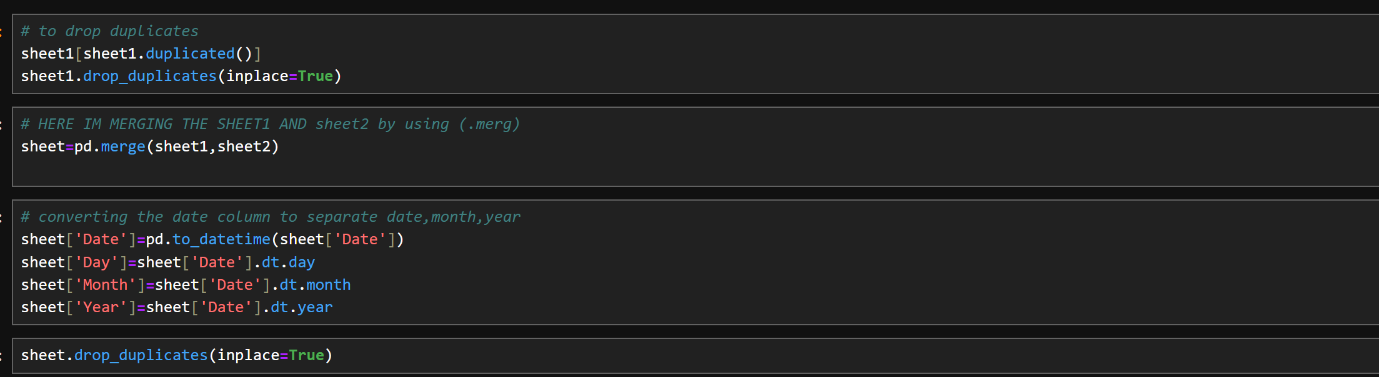 # to drop duplicates
sheet1[sheet1.duplicated()]
sheet1.drop_duplicates(inplace=True)
# HERE IM MERGING THE SHEET1 AND sheet2 by using (.merg)
sheet=pd.merge(sheet1,sheet2)
# converting the date column to separate date,month,year
sheet['Date']=pd.to_datetime(sheet['Date'])
sheet['Day']=sheet['Date'].dt.day
sheet['Month']=sheet['Date'].dt.month
sheet['Year']=sheet['Date'].dt.year
sheet.drop_duplicates(inplace=True)